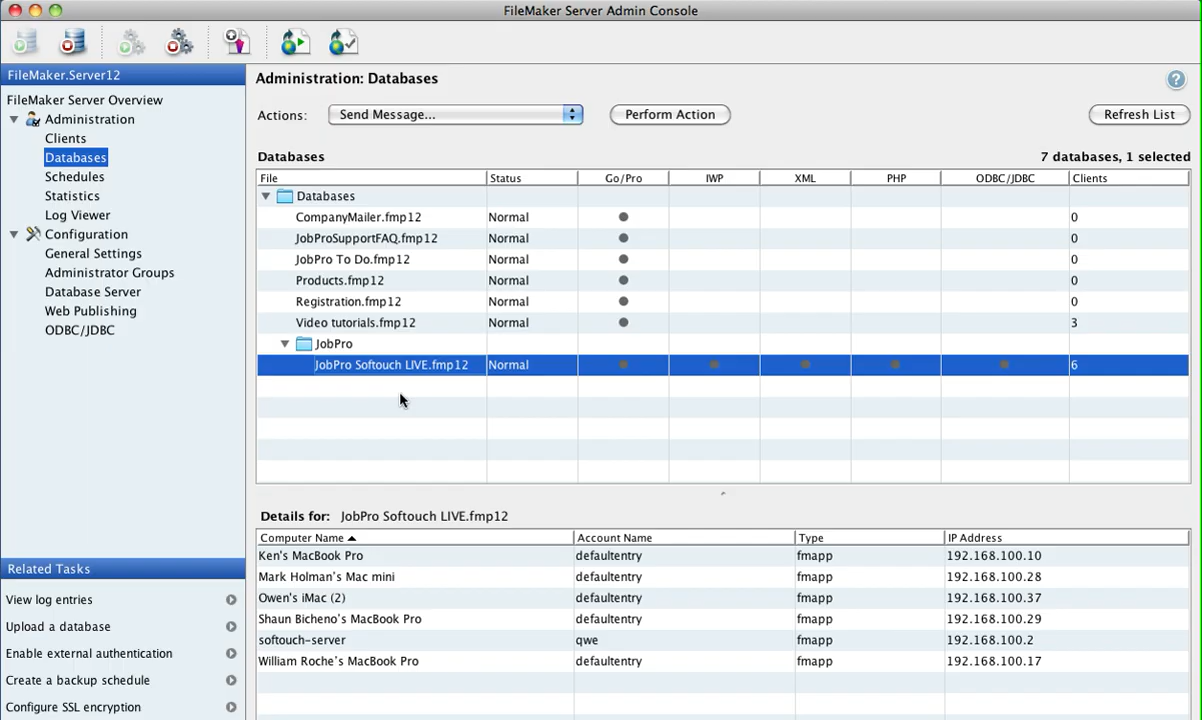 FileMaker Server Admin Console
FileMaker.Server12
FileMaker Server Overview
Administration
Clients
Databases
Schedules
Statistics
Log Viewer
Configuration
General Settings
Administrator Groups
Database Server
Web Publishing
ODBC/JDBC
Related Tasks
View log entries
Upload a database
Enable external authentication
Create a backup schedule
Configure SSL encryption
Administration: Databases
?
Actions: Send Message... Perform Action Refresh List
Databases 7 databases, 1 selected
File Status Go/Pro IWP XML PHP ODBC/JDBC Clients
Databases
CompanyMailer.fmp12 Normal 0
JobProSupportFAQ.fmp12 Normal 0
JobPro To Do.fmp12 Normal 0
Products.fmp12 Normal 0
Registration.fmp12 Normal 0
Video tutorials.fmp12 Normal 3
JobPro
JobPro Softouch LIVE.fmp12 Normal 6
Details for: JobPro Softouch LIVE.fmp12
Computer Name Account Name Type IP Address
Ken's MacBook Pro defaultentry fmapp 192.168.100.10
Mark Holman's Mac mini defaultentry fmapp 192.168.100.28
Owen's iMac (2) defaultentry fmapp 192.168.100.37
Shaun Bicheno's MacBook Pro defaultentry fmapp 192.168.100.29
softouch-server qwe fmapp 192.168.100.2
William Roche's MacBook Pro defaultentry fmapp 192.168.100.17